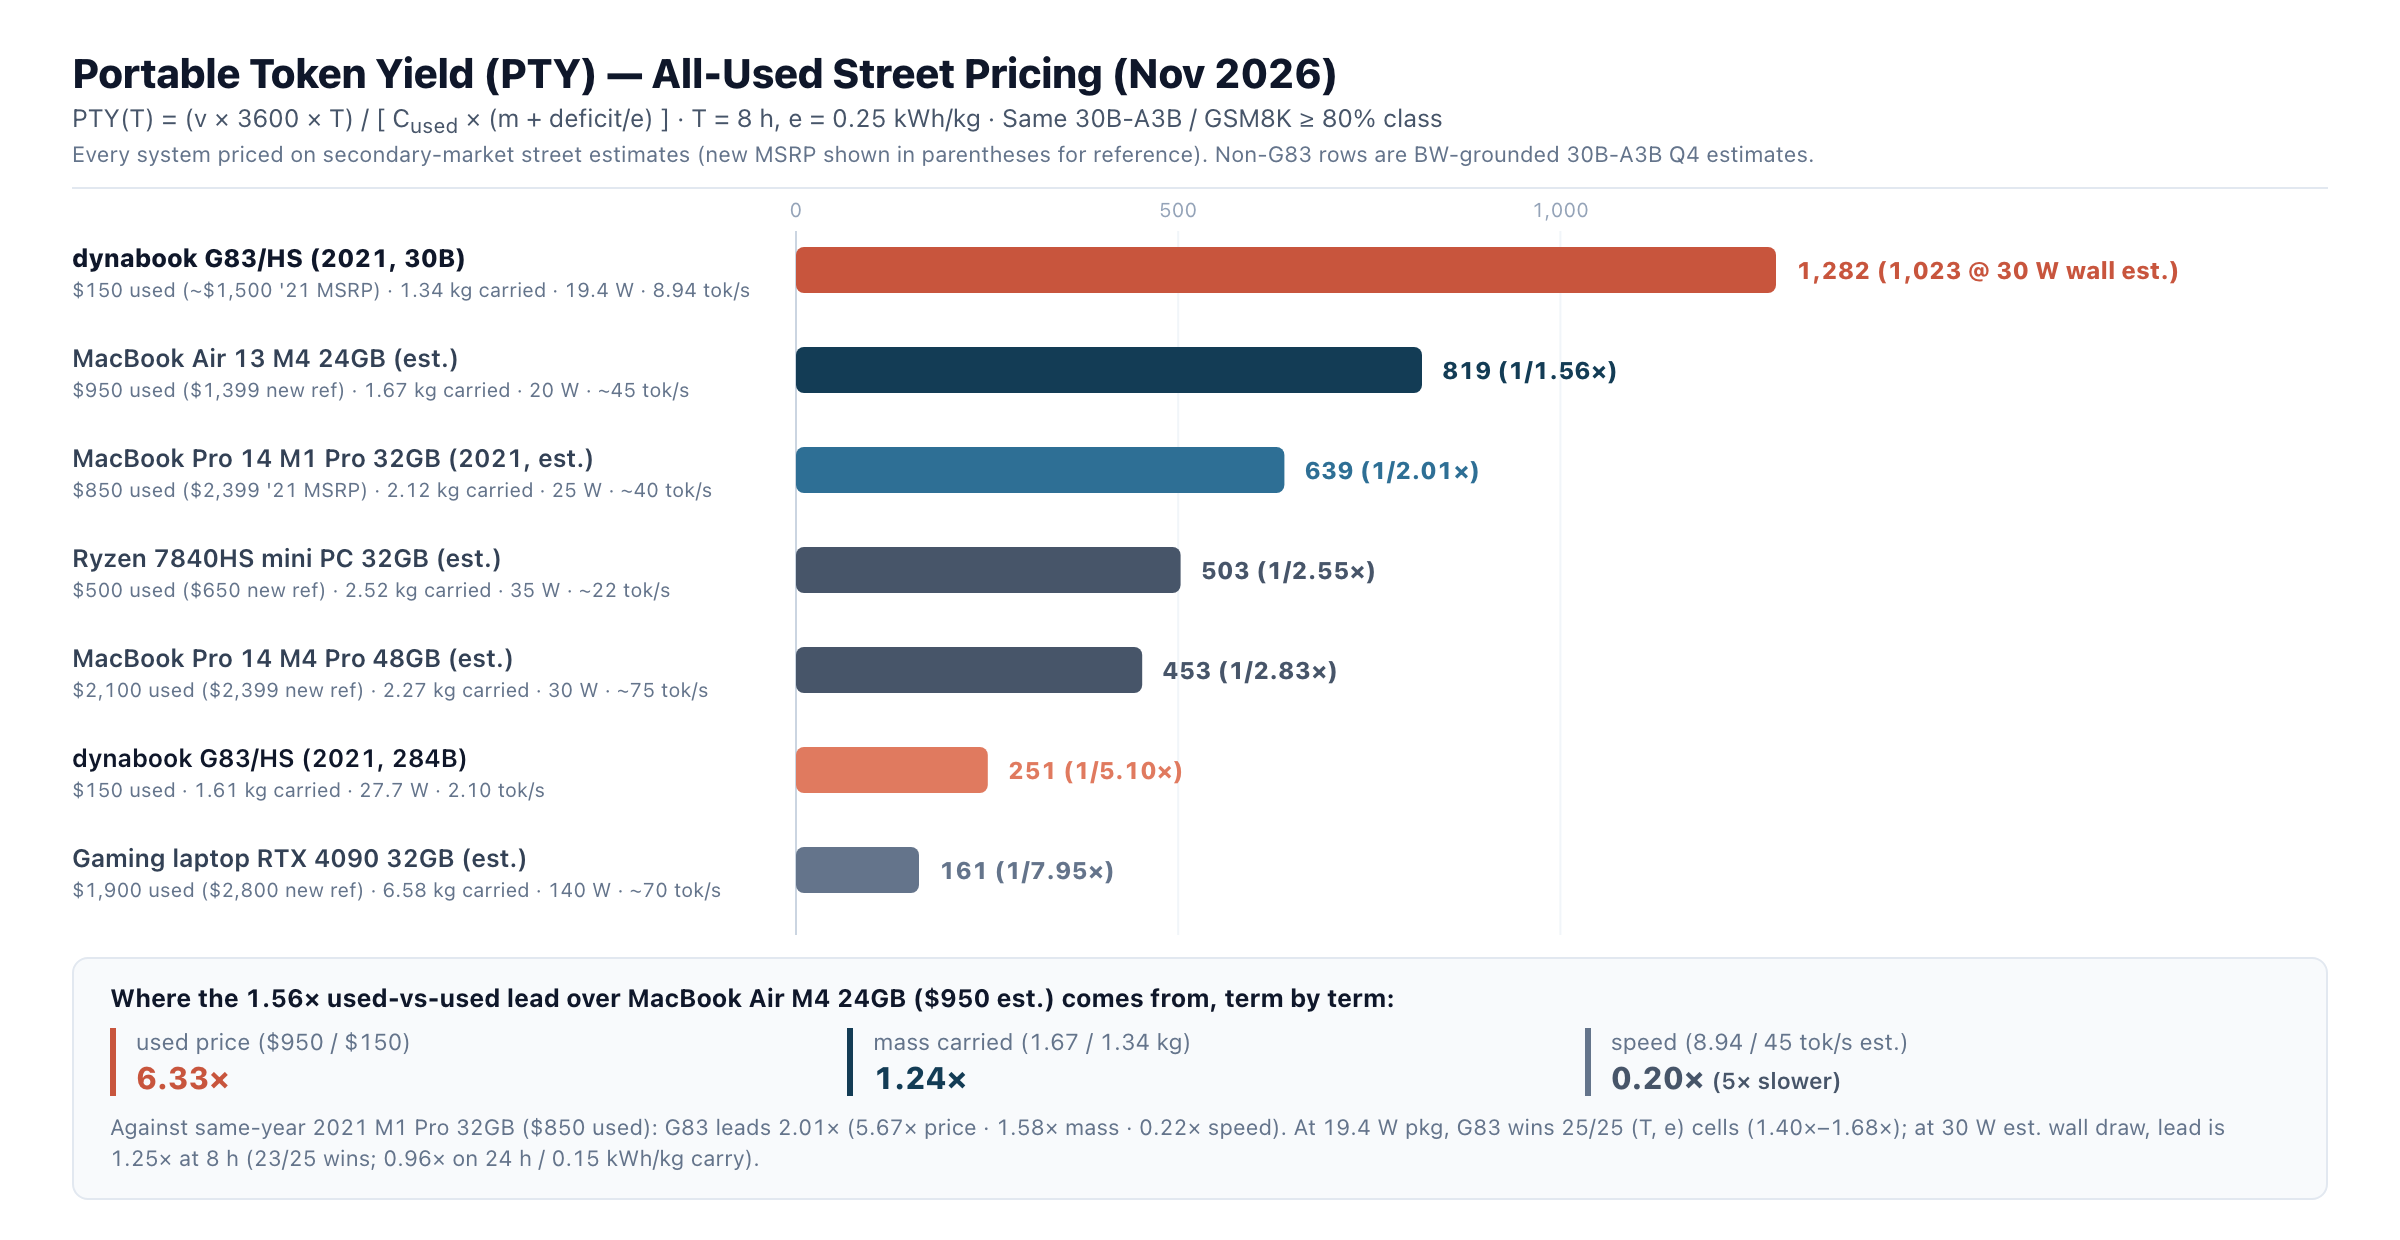 Portable Token Yield (PTY) — All-Used Street Pricing (Nov 2026)
PTY(T) = (v × 3600 × T) / [ Cused × (m + deficit/e) ] · T = 8 h, e = 0.25 kWh/kg · Same 30B-A3B / GSM8K ≥ 80% class
Every system priced on secondary-market street estimates (new MSRP shown in parentheses for reference). Non-G83 rows are BW-grounded 30B-A3B Q4 estimates.
0 500 1,000
dynabook G83/HS (2021, 30B)
$150 used (~$1,500 '21 MSRP) · 1.34 kg carried · 19.4 W · 8.94 tok/s
1,282 (1,023 @ 30 W wall est.)
MacBook Air 13 M4 24GB (est.)
$950 used ($1,399 new ref) · 1.67 kg carried · 20 W · ~45 tok/s
819 (1/1.56×)
MacBook Pro 14 M1 Pro 32GB (2021, est.)
$850 used ($2,399 '21 MSRP) · 2.12 kg carried · 25 W · ~40 tok/s
639 (1/2.01×)
Ryzen 7840HS mini PC 32GB (est.)
$500 used ($650 new ref) · 2.52 kg carried · 35 W · ~22 tok/s
503 (1/2.55×)
MacBook Pro 14 M4 Pro 48GB (est.)
$2,100 used ($2,399 new ref) · 2.27 kg carried · 30 W · ~75 tok/s
453 (1/2.83×)
dynabook G83/HS (2021, 284B)
$150 used · 1.61 kg carried · 27.7 W · 2.10 tok/s
251 (1/5.10×)
Gaming laptop RTX 4090 32GB (est.)
$1,900 used ($2,800 new ref) · 6.58 kg carried · 140 W · ~70 tok/s
161 (1/7.95×)
Where the 1.56× used-vs-used lead over MacBook Air M4 24GB ($950 est.) comes from, term by term:
used price ($950 / $150)
6.33×
mass carried (1.67 / 1.34 kg)
1.24×
speed (8.94 / 45 tok/s est.)
0.20× (5× slower)
Against same-year 2021 M1 Pro 32GB ($850 used): G83 leads 2.01× (5.67× price · 1.58× mass · 0.22× speed). At 19.4 W pkg, G83 wins 25/25 (T, e) cells (1.40×–1.68×); at 30 W est. wall draw, lead is
1.25× at 8 h (23/25 wins; 0.96× on 24 h / 0.15 kWh/kg carry).